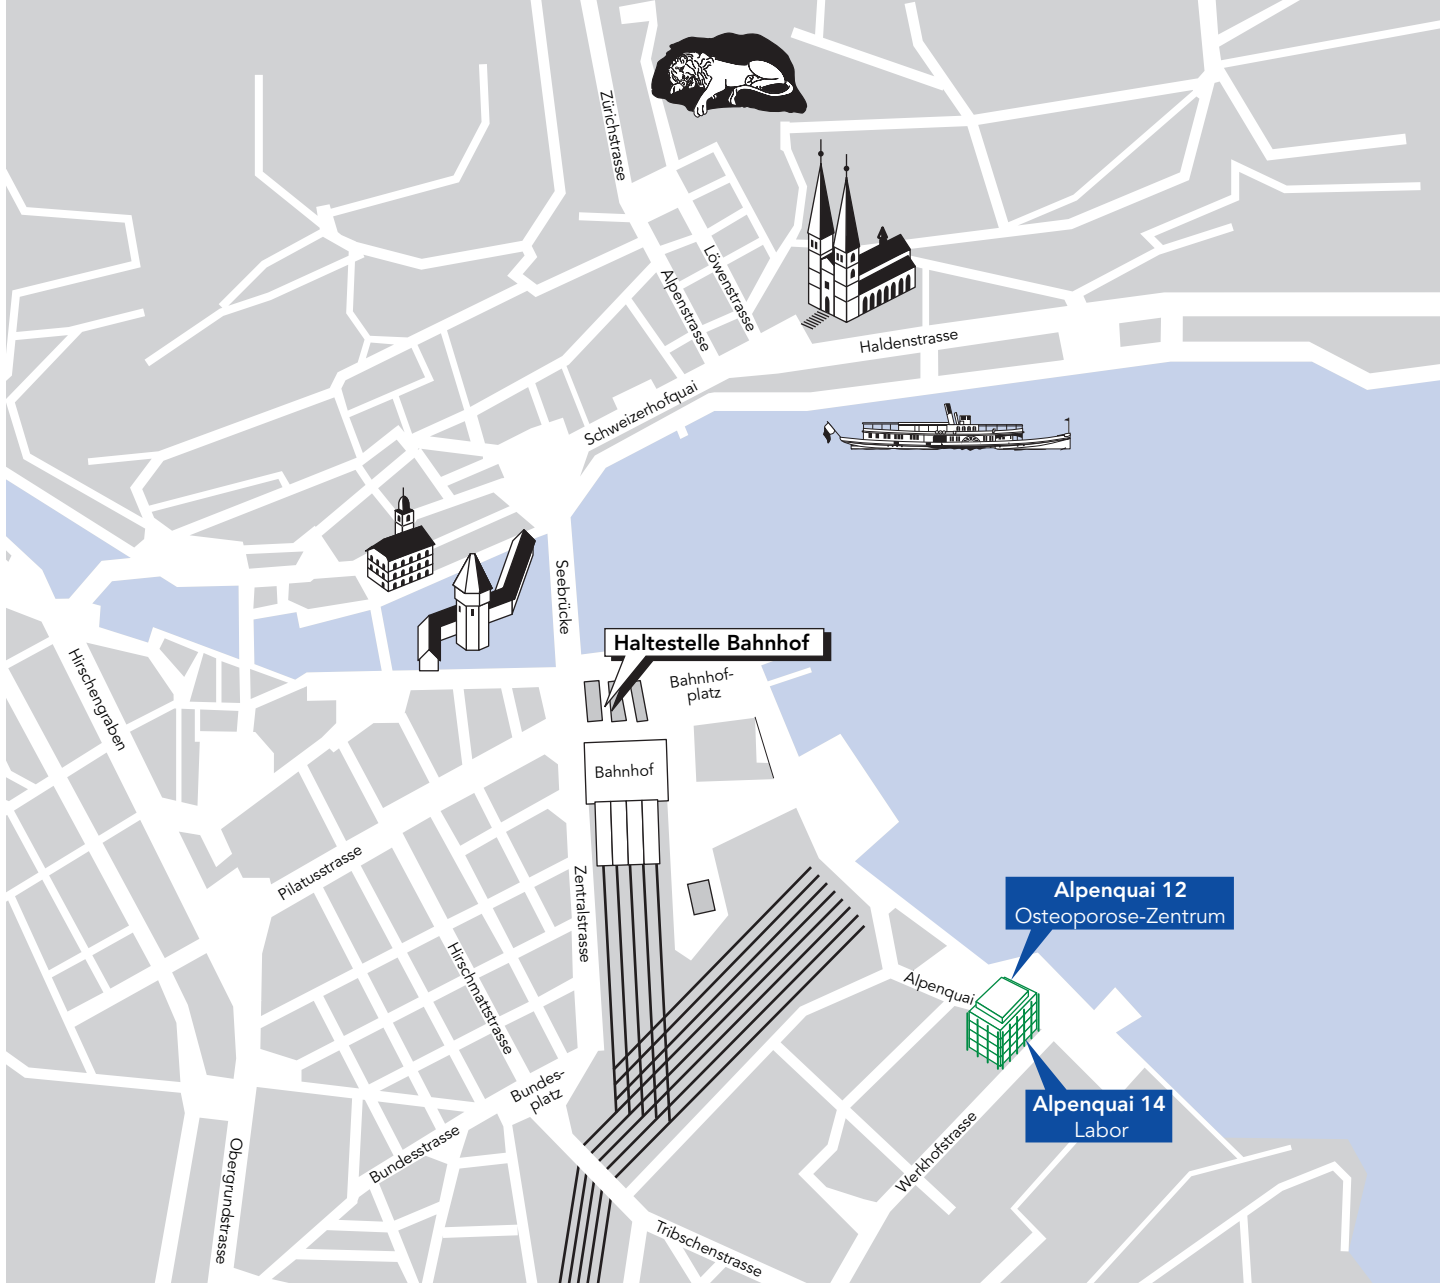 Zürichstrasse
Löwenstrasse
Alpenstrasse
Haldenstrasse
Schweizerhofquai
Seebrücke
Haltestelle Bahnhof
Bahnhof-
platz
Hirschengraben
Bahnhof
Pilatusstrasse
Zentralstrasse
Alpenquai 12
Osteoporose-Zentrum
Hirschmattstrasse
Alpenquai
Bundes-
platz
Alpenquai 14
Labor
Bundesstrasse
Werkhofstrasse
Obergrundstrasse
Tribschenstrasse